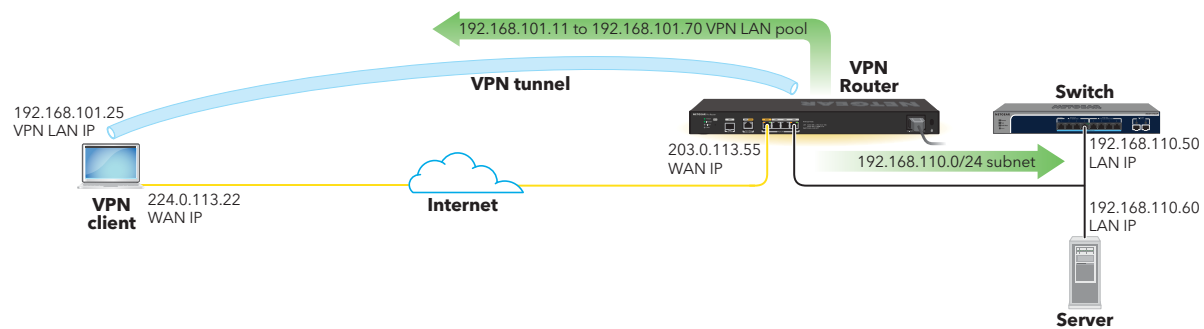 192.168.101.11 to 192.168.101.70 VPN LAN pool
VPN tunnel
VPN
Router
Switch
192.168.101.25
VPN LAN IP
NETGEAR
203.0.113.55
WAN IP
192.168.110.0/24 subnet
192.168.110.50
LAN IP
VPN
client
224.0.113.22
WAN IP
Internet
192.168.110.60
LAN IP
Server